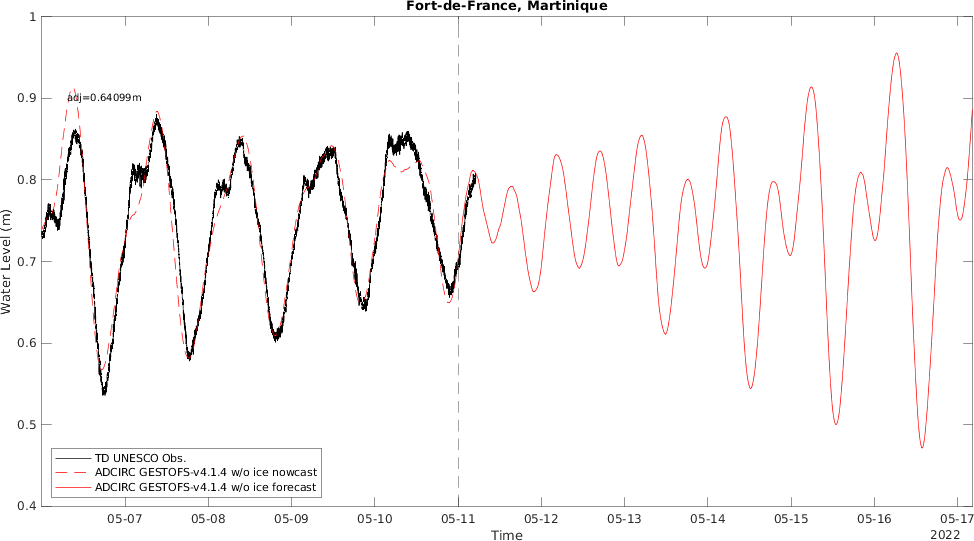 Fort-de-France, Martinique
1
0.9
0.8
0.7
0.6
0.5
0.4
Water Level (m)
adj=0.64099m
TD UNESCO Obs.
ADCIRC GESTOFS-v4.1.4 w/o ice nowcast
ADCIRC GESTOFS-v4.1.4 w/o ice forecast
05-07 05-08 05-09 05-10 05-11 05-12 05-13 05-14 05-15 05-16 05-17
Time
2022